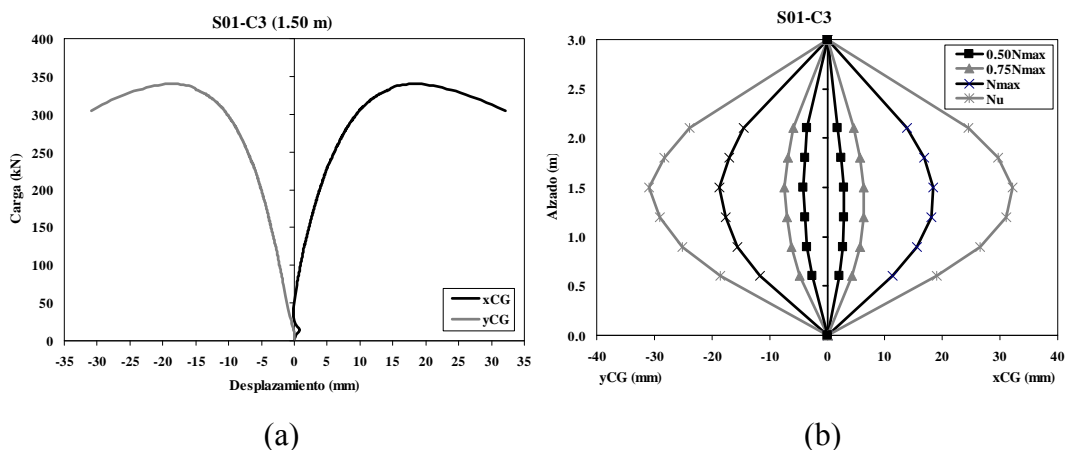 S01-C3 (1.50 m)
400
350
300
250
200
150
100
50
0
Carga (kN)
xCG
yCG
-35 -30 -25 -20 -15 -10 -5 0 5 10 15 20 25 30 35
Desplazamiento (mm)
(a)
S01-C3
3.0
2.5
2.0
1.5
1.0
0.5
0.0
Alzado (m)
0.50Nmax
0.75Nmax
Nmax
Nu
-40 -30 -20 -10 0 10 20 30 40
yCG (mm) xCG (mm)
(b)